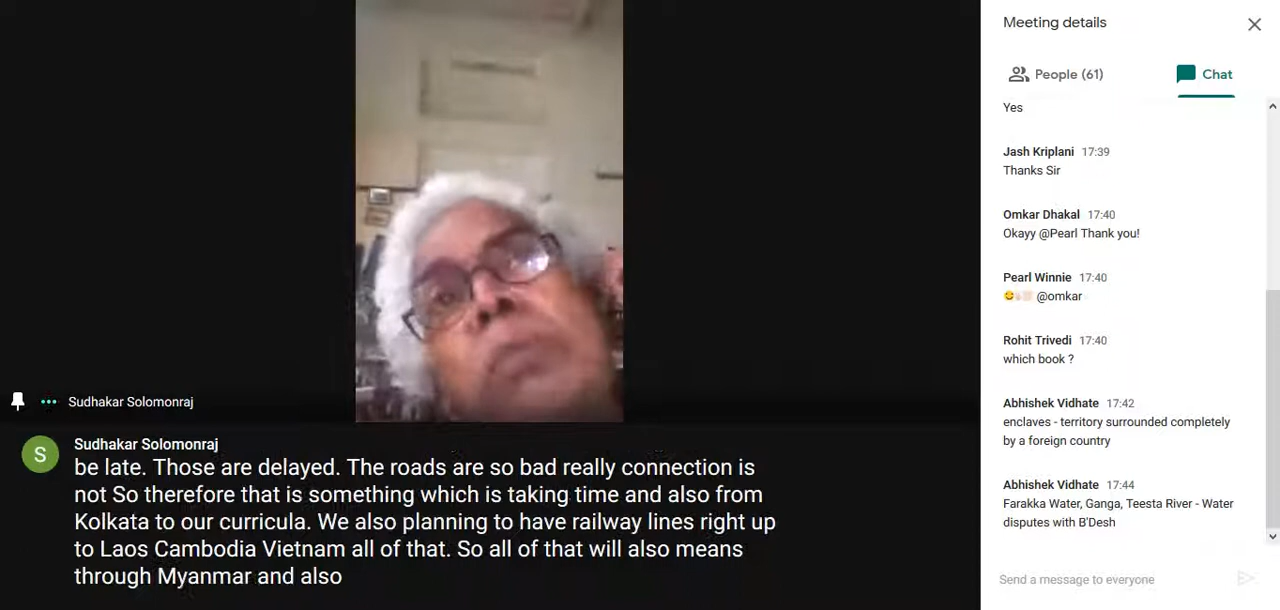 Meeting details
People (61)
Chat
Yes
Jash Kriplani 17:39
Thanks Sir
Omkar Dhakal 17:40
Okayy @Pearl Thank you!
Pearl Winnie 17:40
@omkar
Rohit Trivedi 17:40
which book ?
Abhishek Vidhate 17:42
enclaves - territory surrounded completely
by a foreign country
Abhishek Vidhate 17:44
Farakka Water, Ganga, Teesta River - Water
disputes with B'Desh
Send a message to everyone
Sudhakar Solomonraj
S
Sudhakar Solomonraj
be late. Those are delayed. The roads are so bad really connection is
not So therefore that is something which is taking time and also from
Kolkata to our curricula. We also planning to have railway lines right up
to Laos Cambodia Vietnam all of that. So all of that will also means
through Myanmar and also